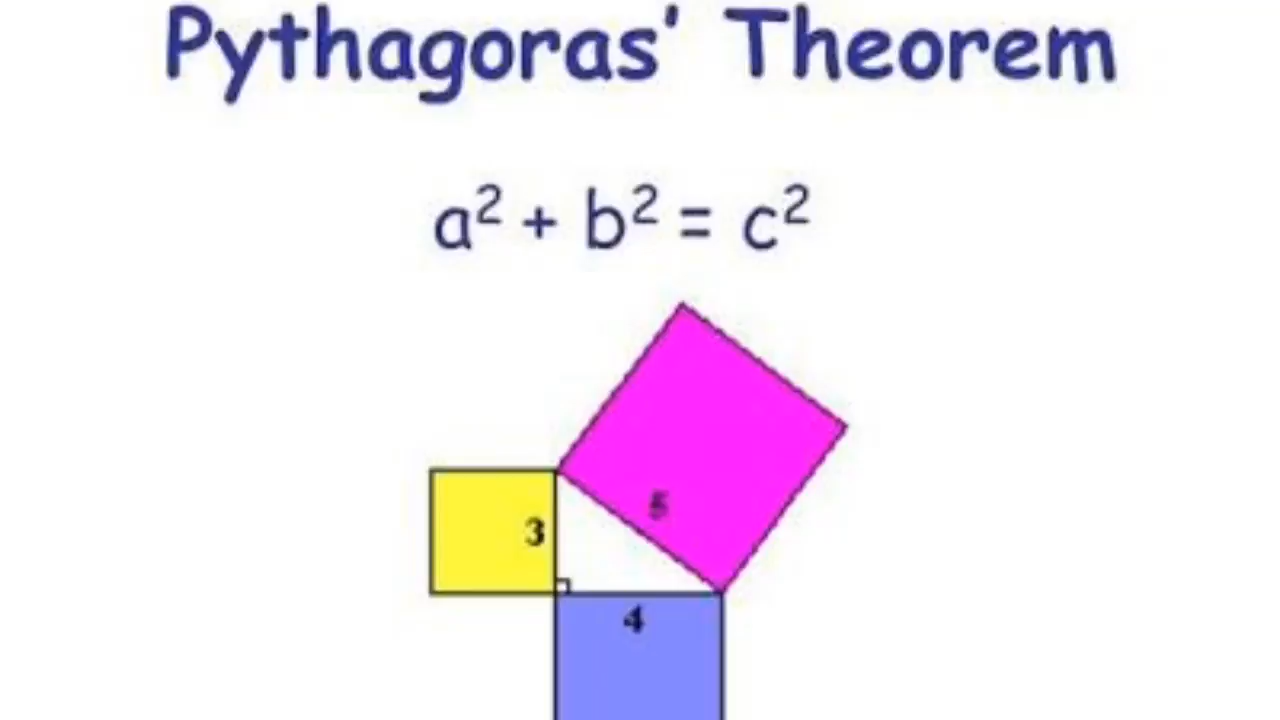 Pythagoras’ Theorem
a² + b² = c²
5
3
4